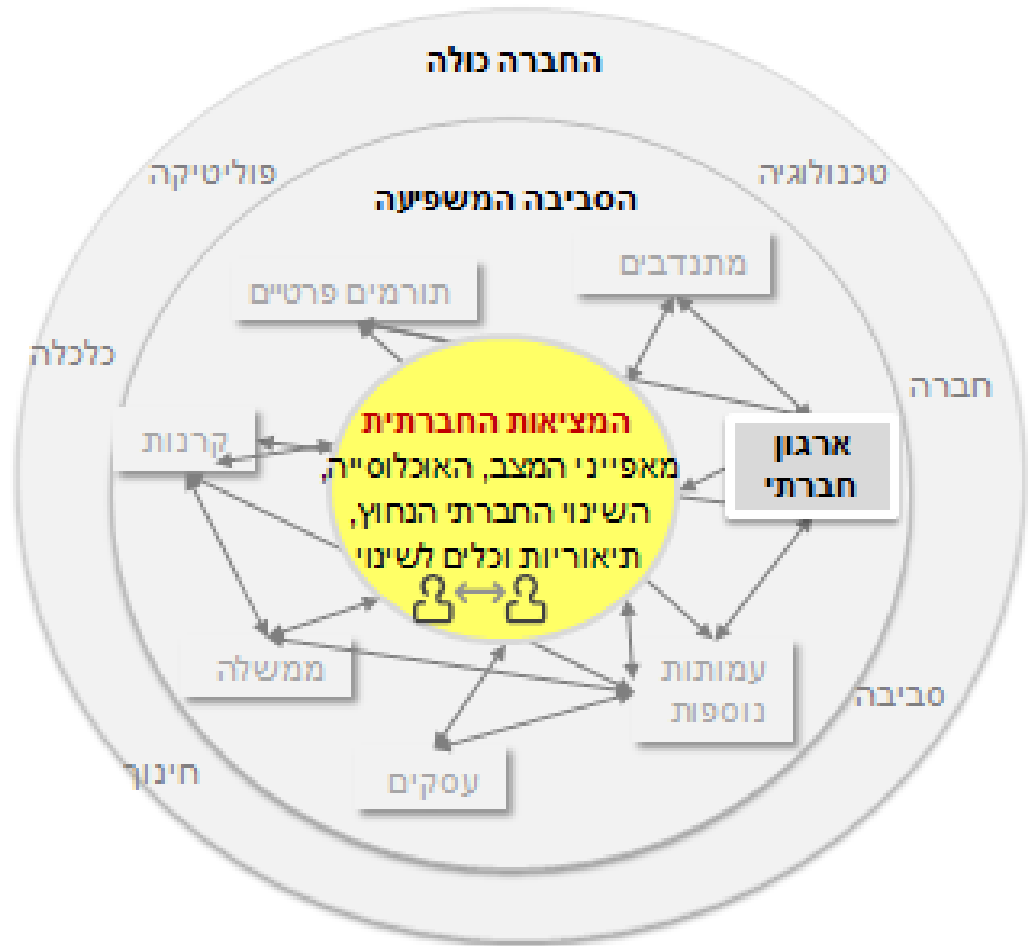 החברה כולה
טכנולוגיה
פוליטיקה
הסביבה המשפיעה
מתנדבים
תורמים פרטיים
כלכלה
חברה
קרנות
ארגון
חברתי
המציאות החברתית
מאפייני המצב, האוכלוסייה,
השינוי החברתי הנחוץ,
תיאוריות וכלים לשינוי
עמותות
נוספות
ממשלה
סביבה
עסקים
חינוך